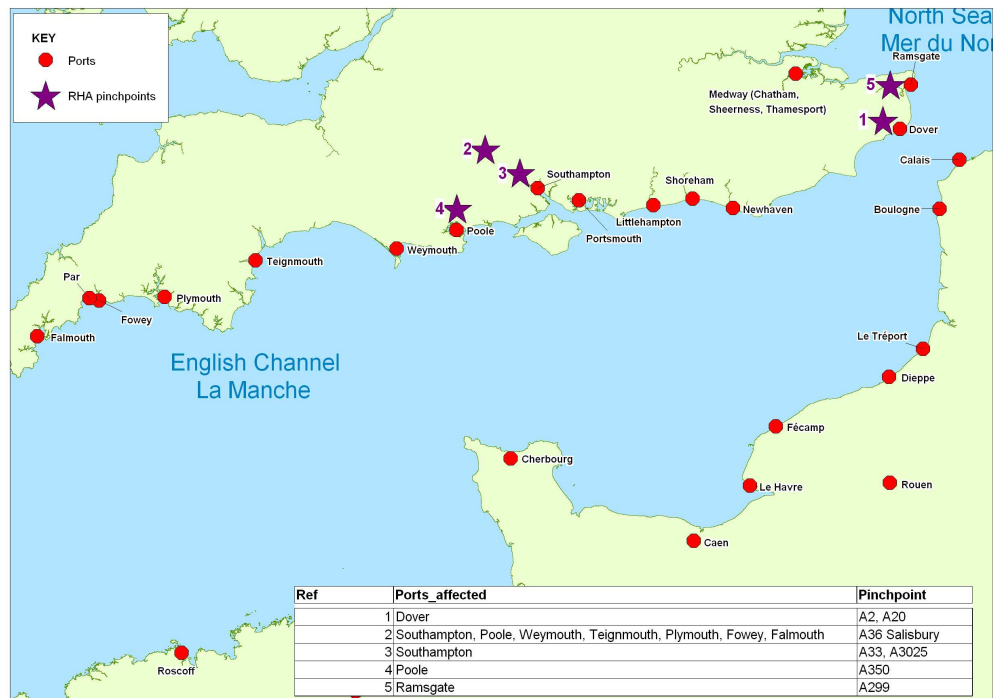 North Sea
Mer du Nor
KEY
Ports
RHA pinchpoints
Ramsgate
5
Medway (Chatham,
Sheerness, Thamesport)
1
Dover
2
Calais
3
Southampton
Shoreham
4
Boulogne
Littlehampton
Newhaven
Poole
Portsmouth
Weymouth
Teignmouth
Par
Plymouth
Fowey
Falmouth
Le Tréport
English Channel
La Manche
Dieppe
Fécamp
Cherbourg
Le Havre
Rouen
Caen
Roscoff
Ref Ports_affected Pinchpoint
1 Dover A2, A20
2 Southampton, Poole, Weymouth, Teignmouth, Plymouth, Fowey, Falmouth A36 Salisbury
3 Southampton A33, A3025
4 Poole A350
5 Ramsgate A299